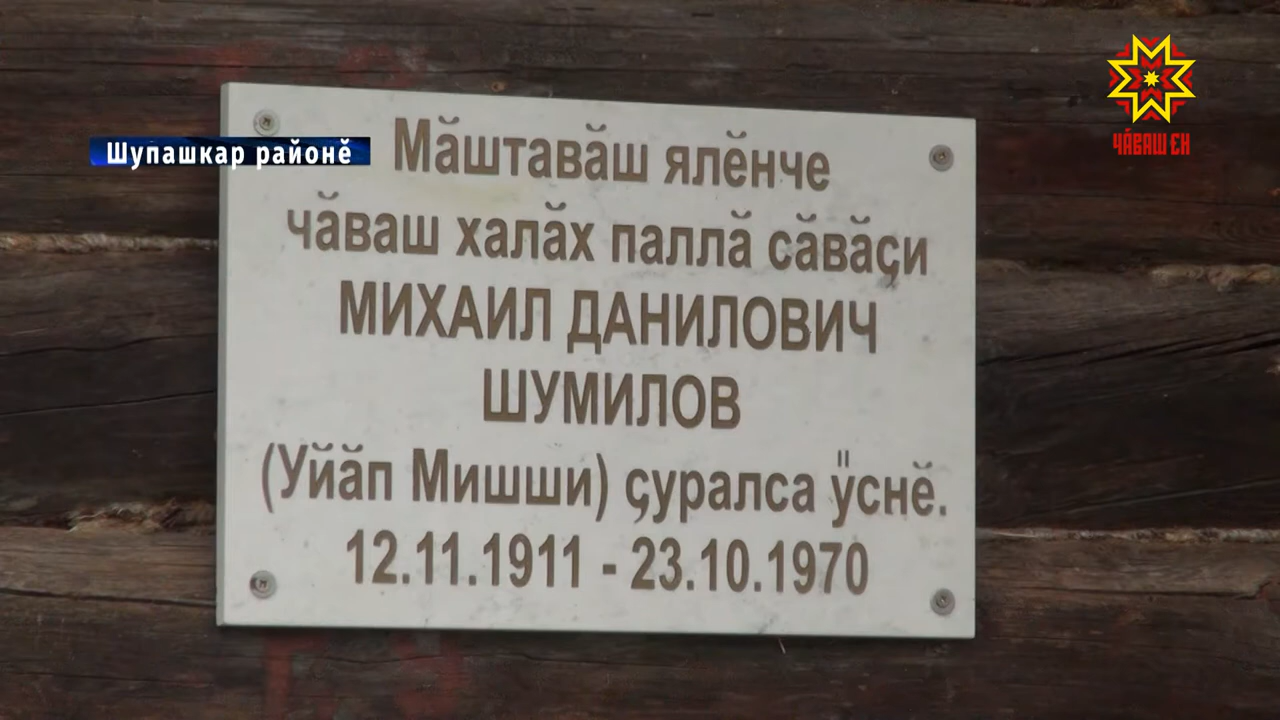 ЧӐВАШ ЕН
Шупашкар районӗ
Мӑштавӑш ялӗнче
чӑваш халӑх паллӑ сӑвӑҫи
МИХАИЛ ДАНИЛОВИЧ
ШУМИЛОВ
(Уйӑп Мишши) ҫуралса ӳснӗ.
12.11.1911 - 23.10.1970